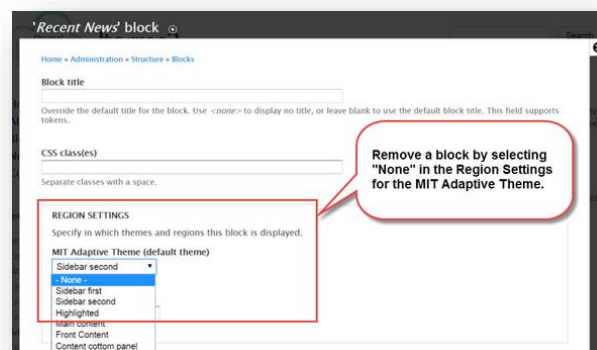 'Recent News' block
Search
Home » Administration » Structure » Blocks
Block title
Override the default title for the block. Use <none> to display no title, or leave blank to use the default block title. This field supports
tokens.
CSS class(es)
Separate classes with a space.
Remove a block by selecting
"None" in the Region Settings
for the MIT Adaptive Theme.
REGION SETTINGS
Specify in which themes and regions this block is displayed.
MIT Adaptive Theme (default theme)
Sidebar second
- None -
Sidebar first
Sidebar second
Highlighted
Main content
Front Content
Content cottom panel